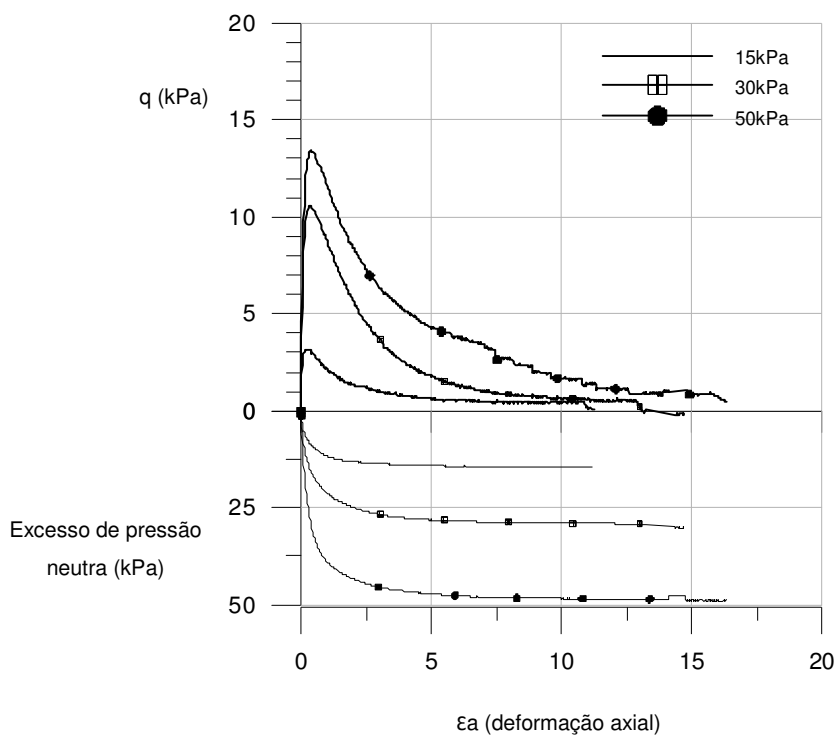 20
15kPa
q (kPa)
30kPa
50kPa
15
10
5
0
Excesso de pressão
neutra (kPa)
25
50
0 5 10 15 20
εa (deformação axial)